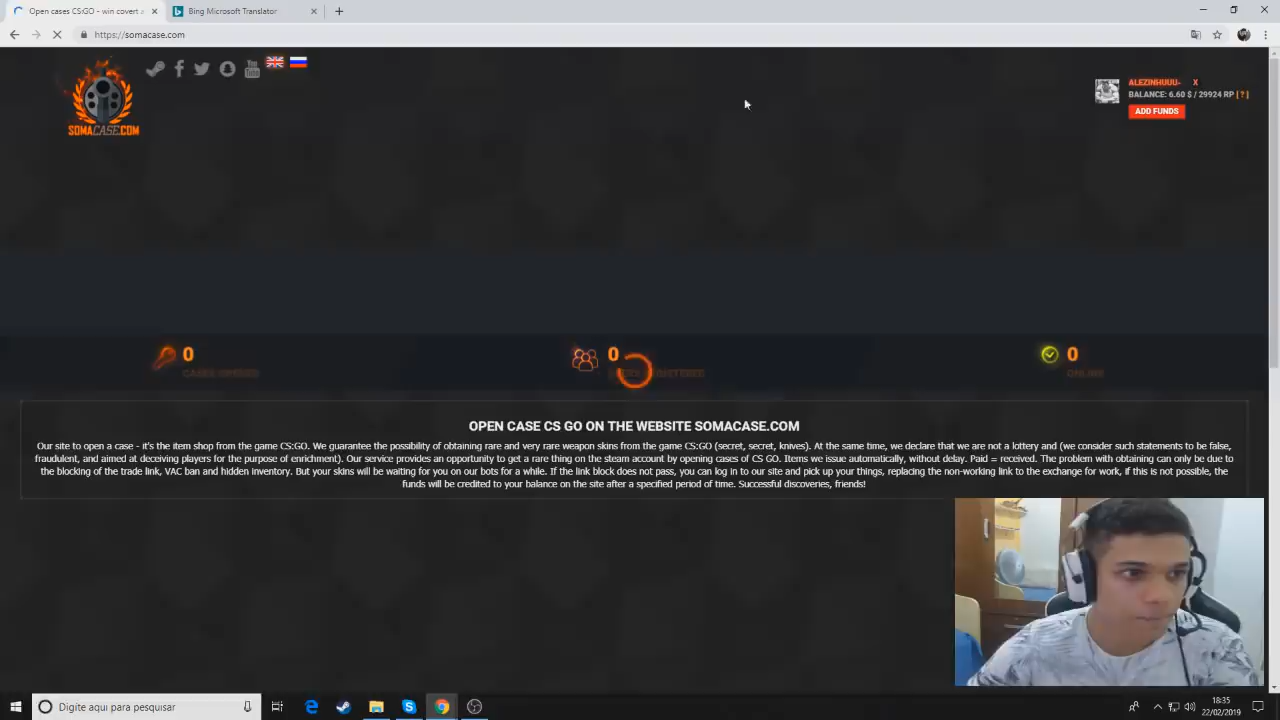 Open cases CS:GO - win covert
Bing Microsoft Translator
https://somacase.com
SOMACASE.COM
You
Tube
ALEZINHUUU- X
BALANCE: 6.60 $ / 29924 RP [ ? ]
ADD FUNDS
0
0
0
CASES OPENED
ONLINE
OPEN CASE CS GO ON THE WEBSITE SOMACASE.COM
Our site to open a case - it's the item shop from the game CS:GO. We guarantee the possibility of obtaining rare and very rare weapon skins from the game CS:GO (secret, secret, knives). At the same time, we declare that we are not a lottery and (we consider such statements to be false,
fraudulent, and aimed at deceiving players for the purpose of enrichment). Our service provides an opportunity to get a rare thing on the steam account by opening cases of CS GO. Items we issue automatically, without delay. Paid = received. The problem with obtaining can only be due to
the blocking of the trade link, VAC ban and hidden inventory. But your skins will be waiting for you on our bots for a while. If the link block does not pass, you can log in to our site and pick up your things, replacing the non-working link to the exchange for work, if this is not possible, the
funds will be credited to your balance on the site after a specified period of time. Successful discoveries, friends!
Digite aqui para pesquisar
18:35
22/02/2019